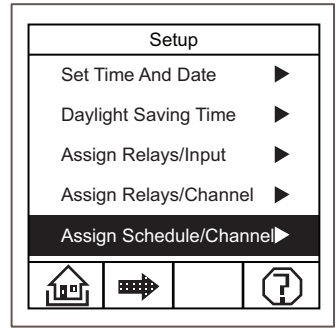 Setup
Set Time And Date
Daylight Saving Time
Assign Relays/Input
Assign Relays/Channel
Assign Schedule/Channel
?